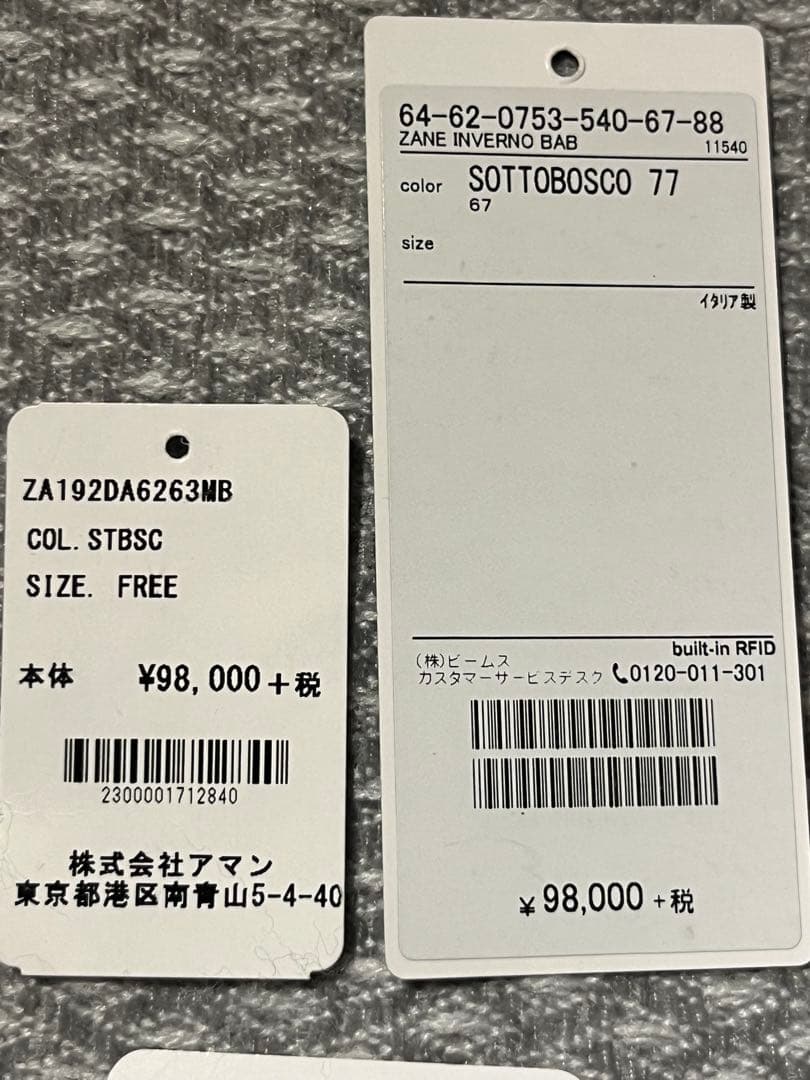 64-62-0753-540-67-88
ZANE INVERNO BAB
11540
color SOTTOBOSCO 77
67
size
イタリア製
built-in RFID
(株)ビームス
カスタマーサービスデスク 📞0120-011-301
¥98,000+税
ZA192DA6263MB
COL.STBSC
SIZE. FREE
本体 ¥98,000+税
2300001712840
株式会社アマン
東京都港区南青山5-4-40